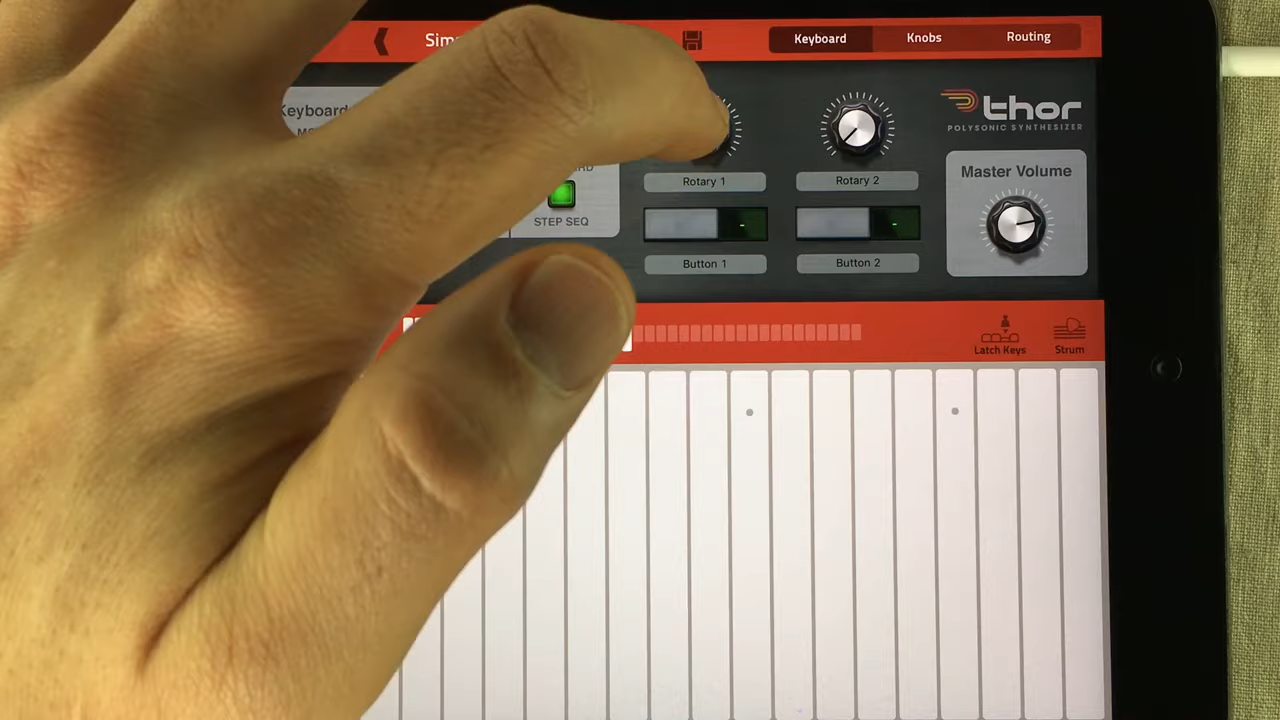 Keyboard Knobs Routing
Keyboard
thor
POLYSONIC SYNTHESIZER
Master Volume
Rotary 1 Rotary 2
STEP SEQ
Button 1 Button 2
Latch Keys Strum